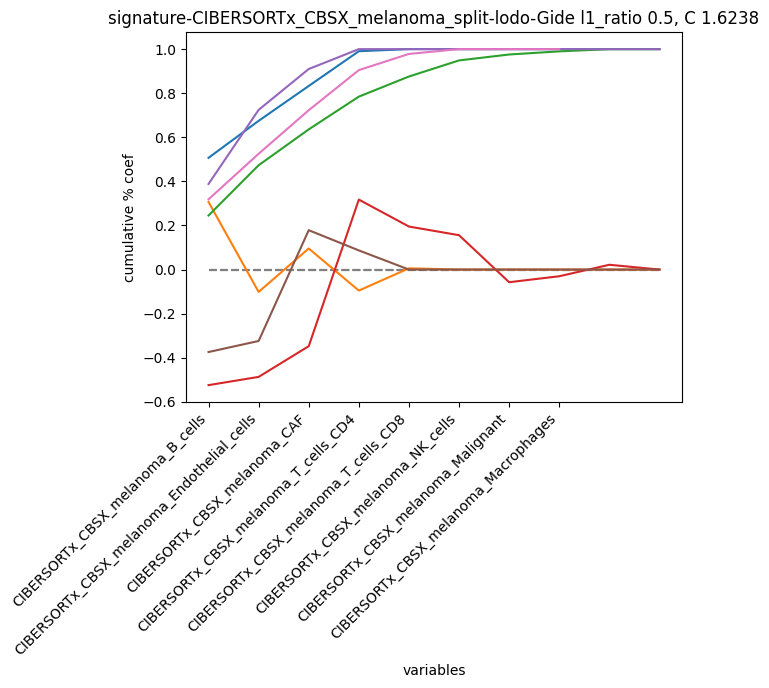 signature-CIBERSORTx_CBSX_melanoma_split-lodo-Gide l1_ratio 0.5, C 1.6238
cumulative % coef
1.0
0.8
0.6
0.4
0.2
0.0
−0.2
−0.4
−0.6
CIBERSORTx_CBSX_melanoma_B_cells
CIBERSORTx_CBSX_melanoma_Endothelial_cells
CIBERSORTx_CBSX_melanoma_CAF
CIBERSORTx_CBSX_melanoma_T_cells_CD4
CIBERSORTx_CBSX_melanoma_T_cells_CD8
CIBERSORTx_CBSX_melanoma_NK_cells
CIBERSORTx_CBSX_melanoma_Malignant
CIBERSORTx_CBSX_melanoma_Macrophages
variables